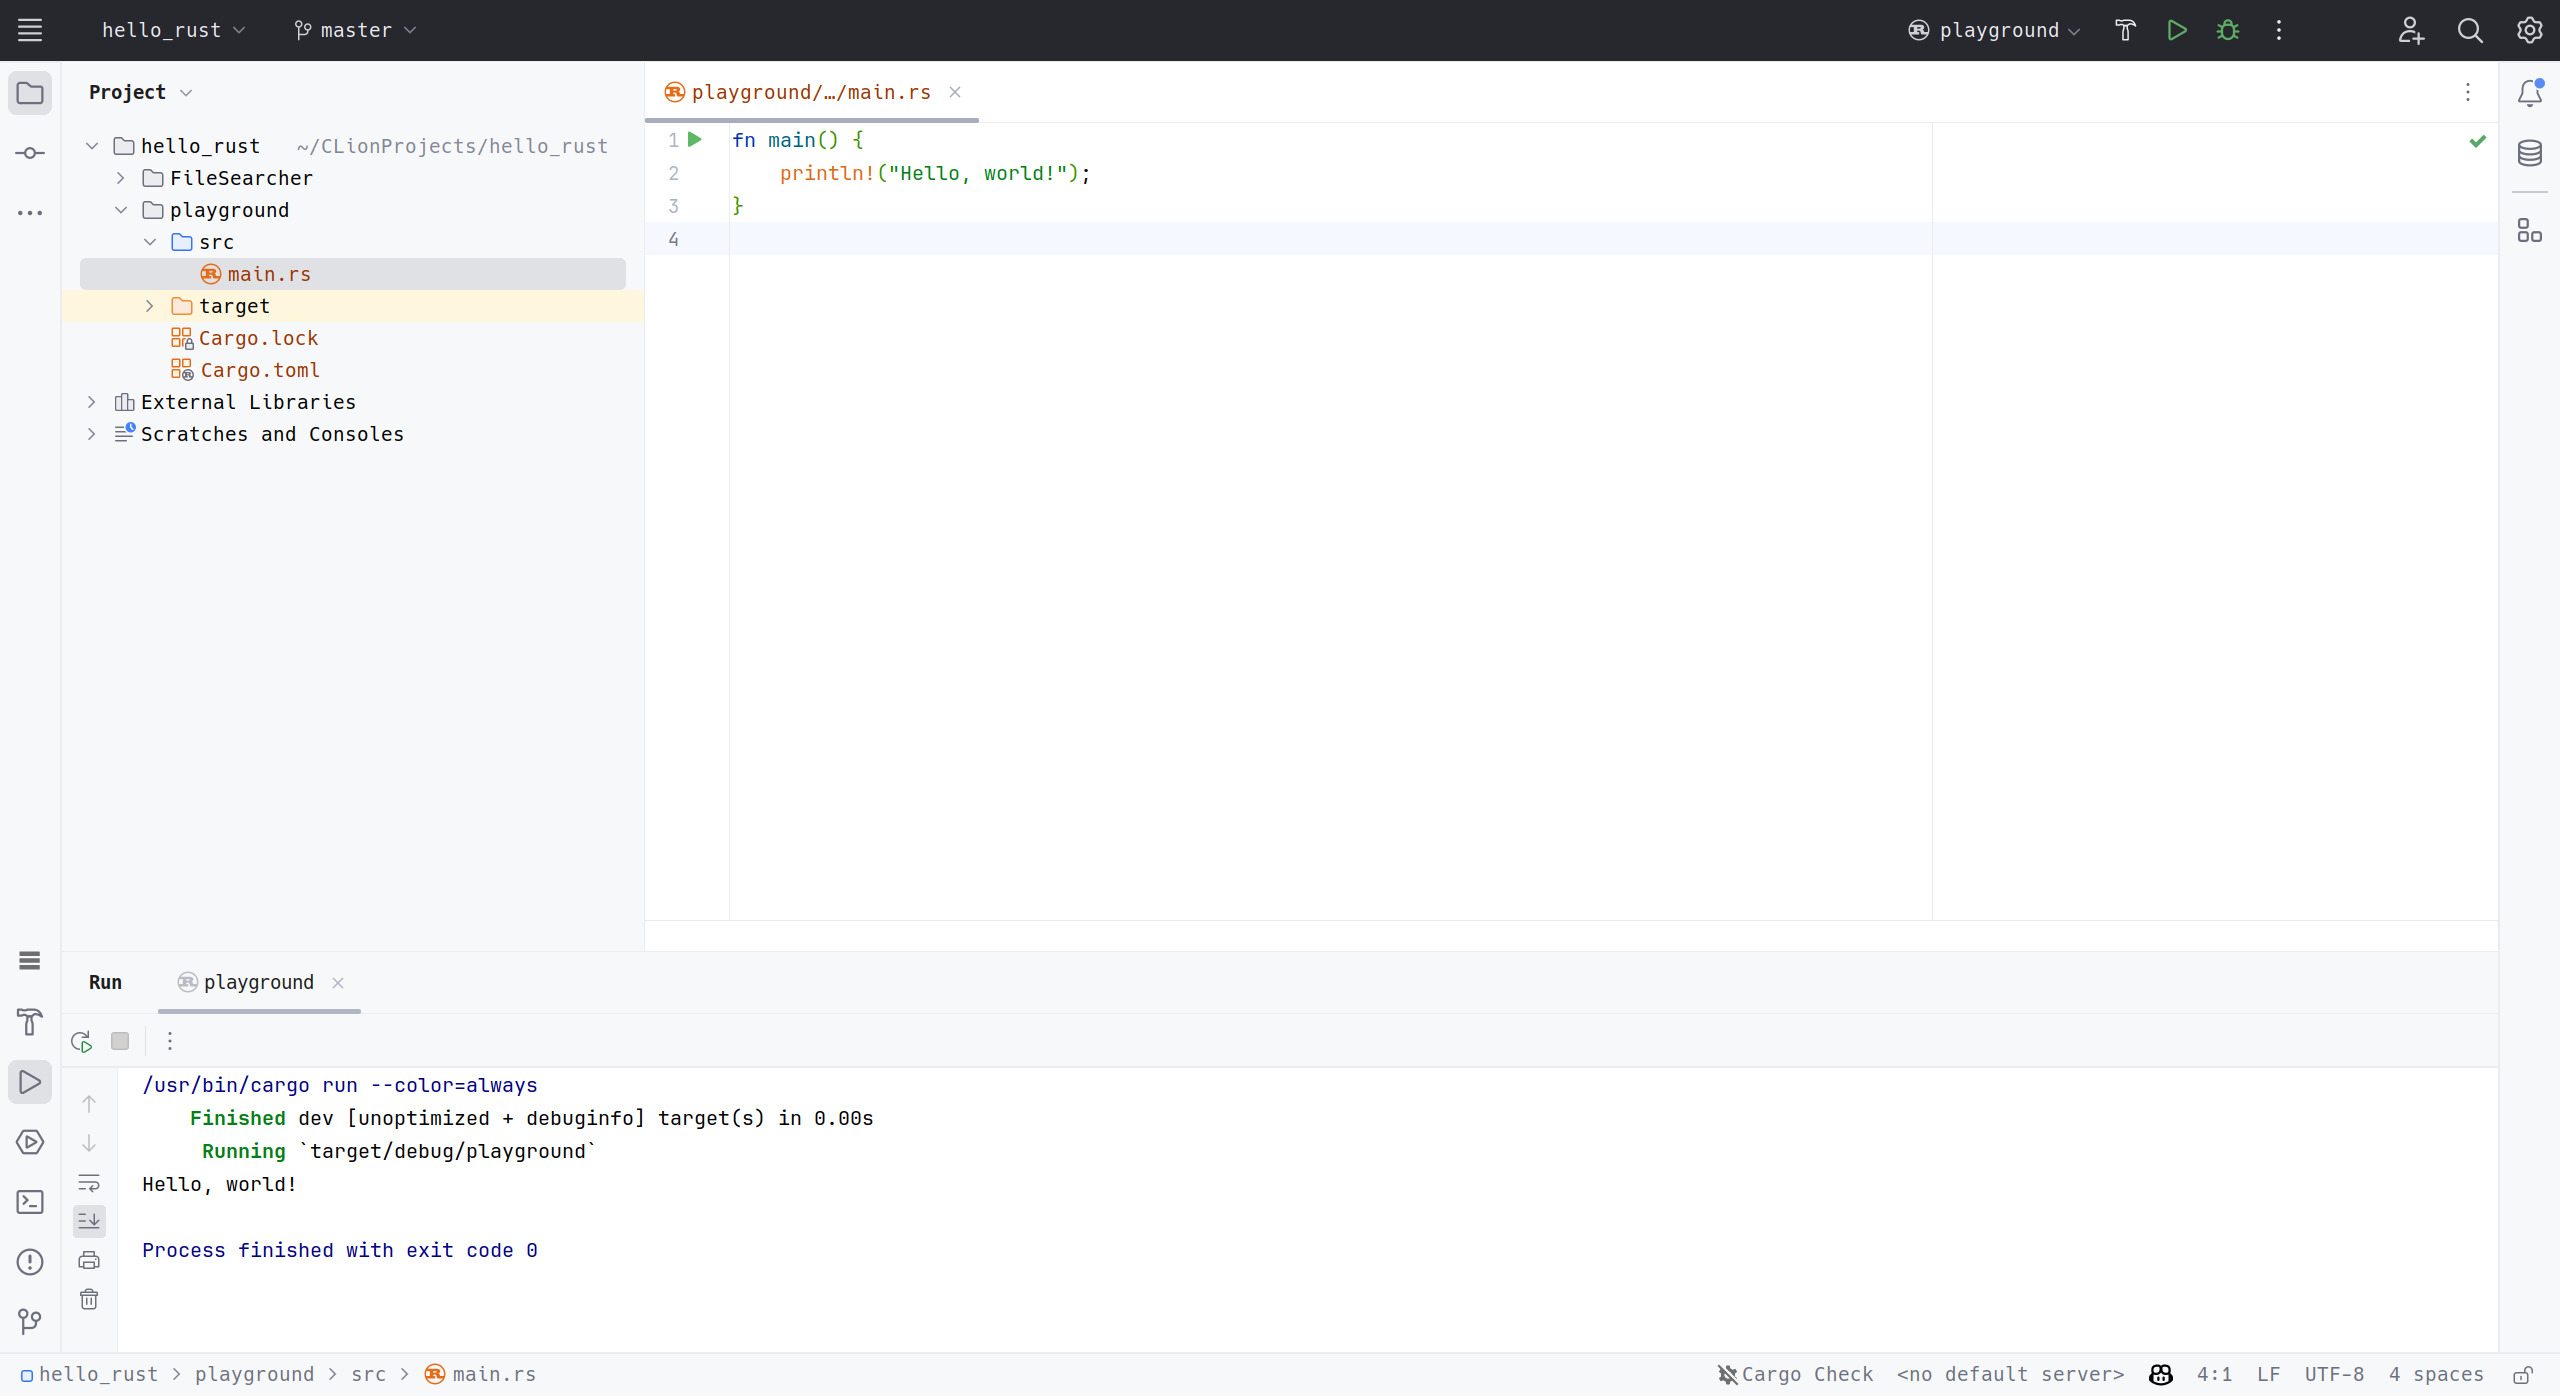 hello_rust master playground
Project
playground/…/main.rs
hello_rust ~/CLionProjects/hello_rust
FileSearcher
playground
src
main.rs
target
Cargo.lock
Cargo.toml
External Libraries
Scratches and Consoles
1 fn main() {
2 println!("Hello, world!");
3 }
4
Run playground
/usr/bin/cargo run --color=always
Finished dev [unoptimized + debuginfo] target(s) in 0.00s
Running `target/debug/playground`
Hello, world!
Process finished with exit code 0
hello_rust > playground > src > main.rs Cargo Check <no default server> 4:1 LF UTF-8 4 spaces